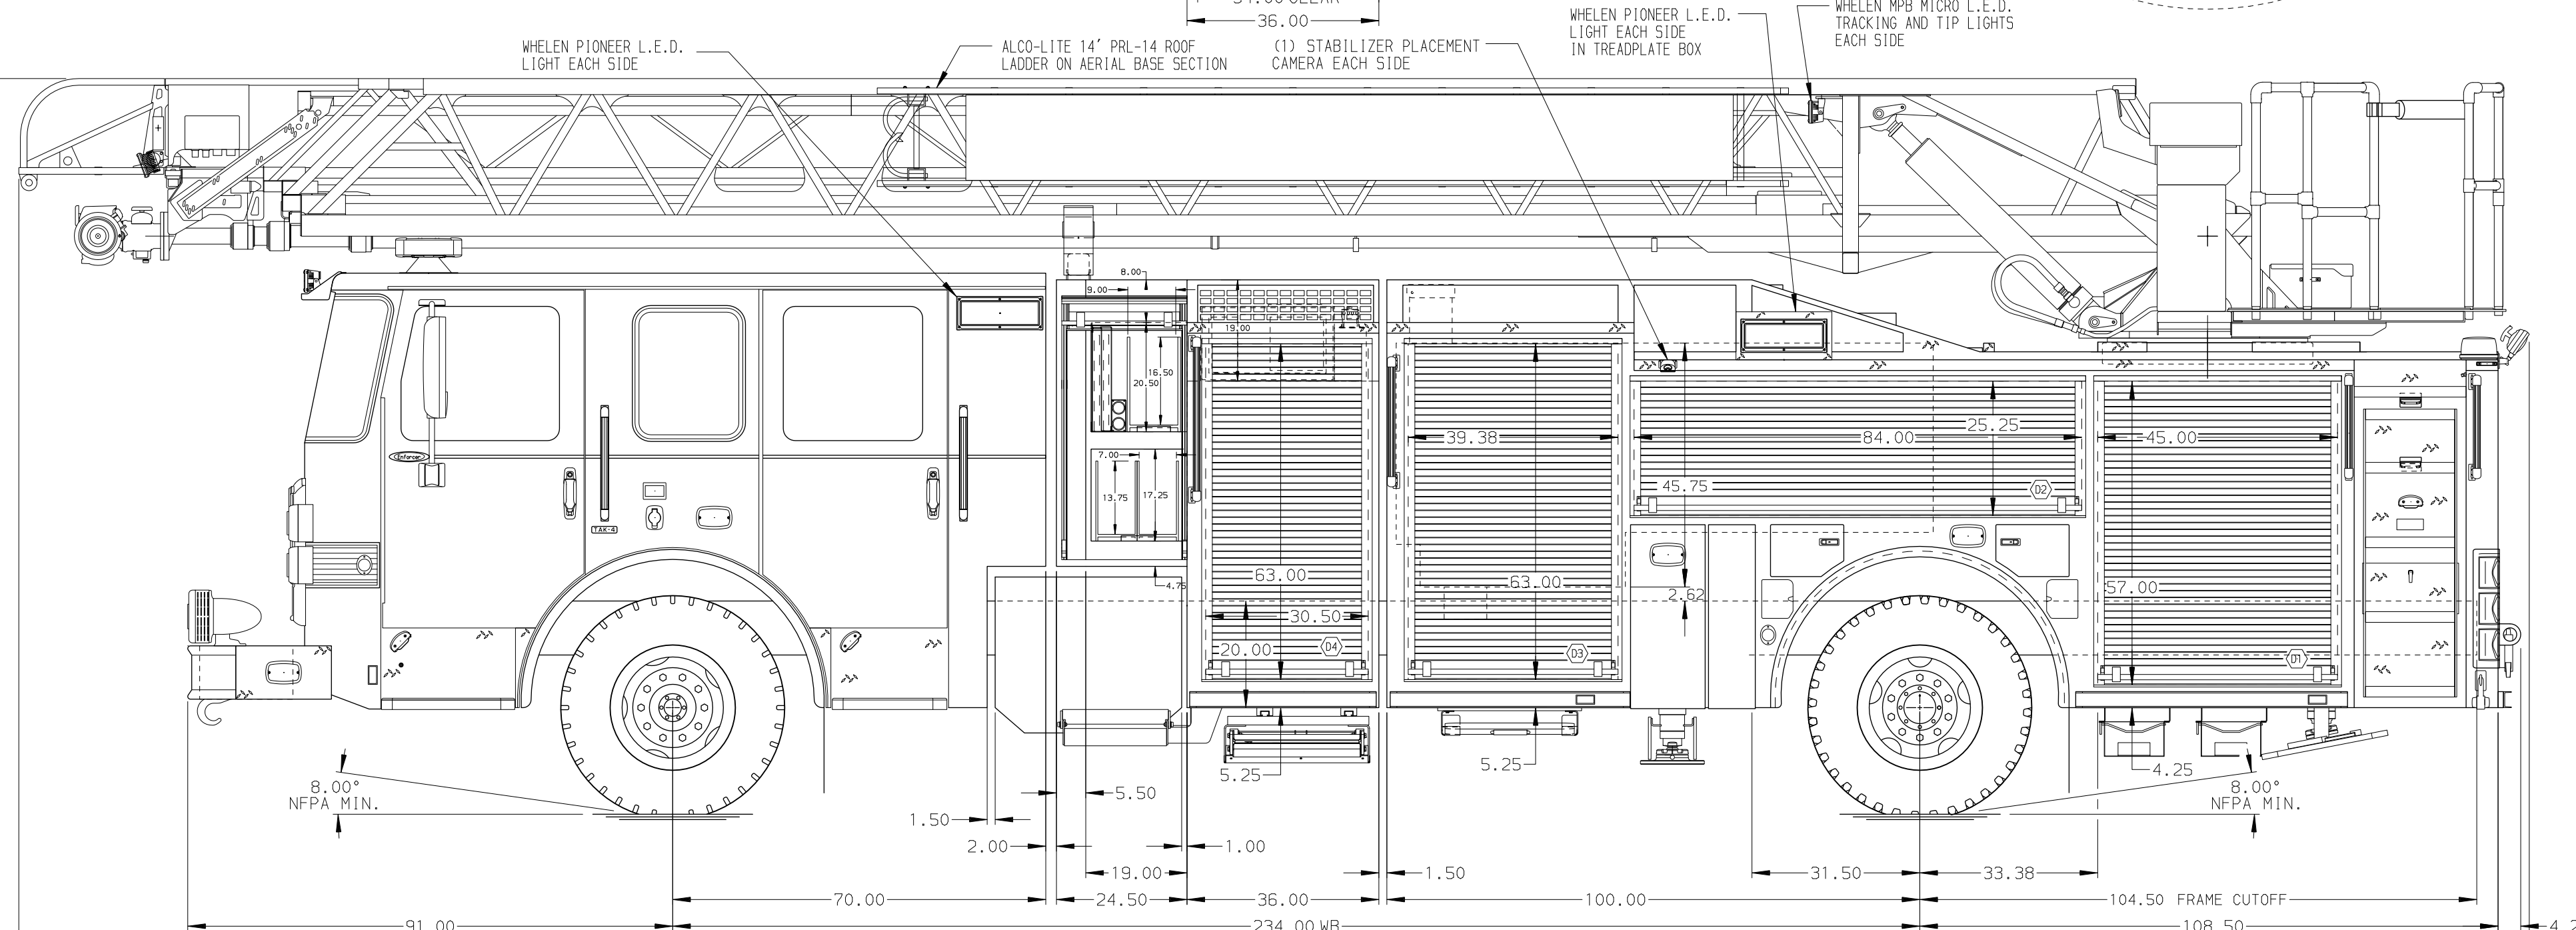 36.00
WHELEN PIONEER L.E.D.
LIGHT EACH SIDE
ALCO-LITE 14' PRL-14 ROOF
LADDER ON AERIAL BASE SECTION
(1) STABILIZER PLACEMENT
CAMERA EACH SIDE
WHELEN PIONEER L.E.D.
LIGHT EACH SIDE
IN TREADPLATE BOX
WHELEN MPB MICRO L.E.D.
TRACKING AND TIP LIGHTS
EACH SIDE
8.00
9.00
19.00
16.50
20.50
7.00
13.75
17.25
4.75
Enforcer
TAK-4
39.38
84.00
25.25
45.00
45.75
D2
63.00
63.00
2.62
57.00
30.50
20.00
D4
D3
D1
5.25
5.25
4.25
8.00°
NFPA MIN.
8.00°
NFPA MIN.
5.50
1.50
2.00
1.00
19.00
1.50
31.50
33.38
70.00
24.50
36.00
100.00
104.50 FRAME CUTOFF
91.00
234.00 WB
108.50